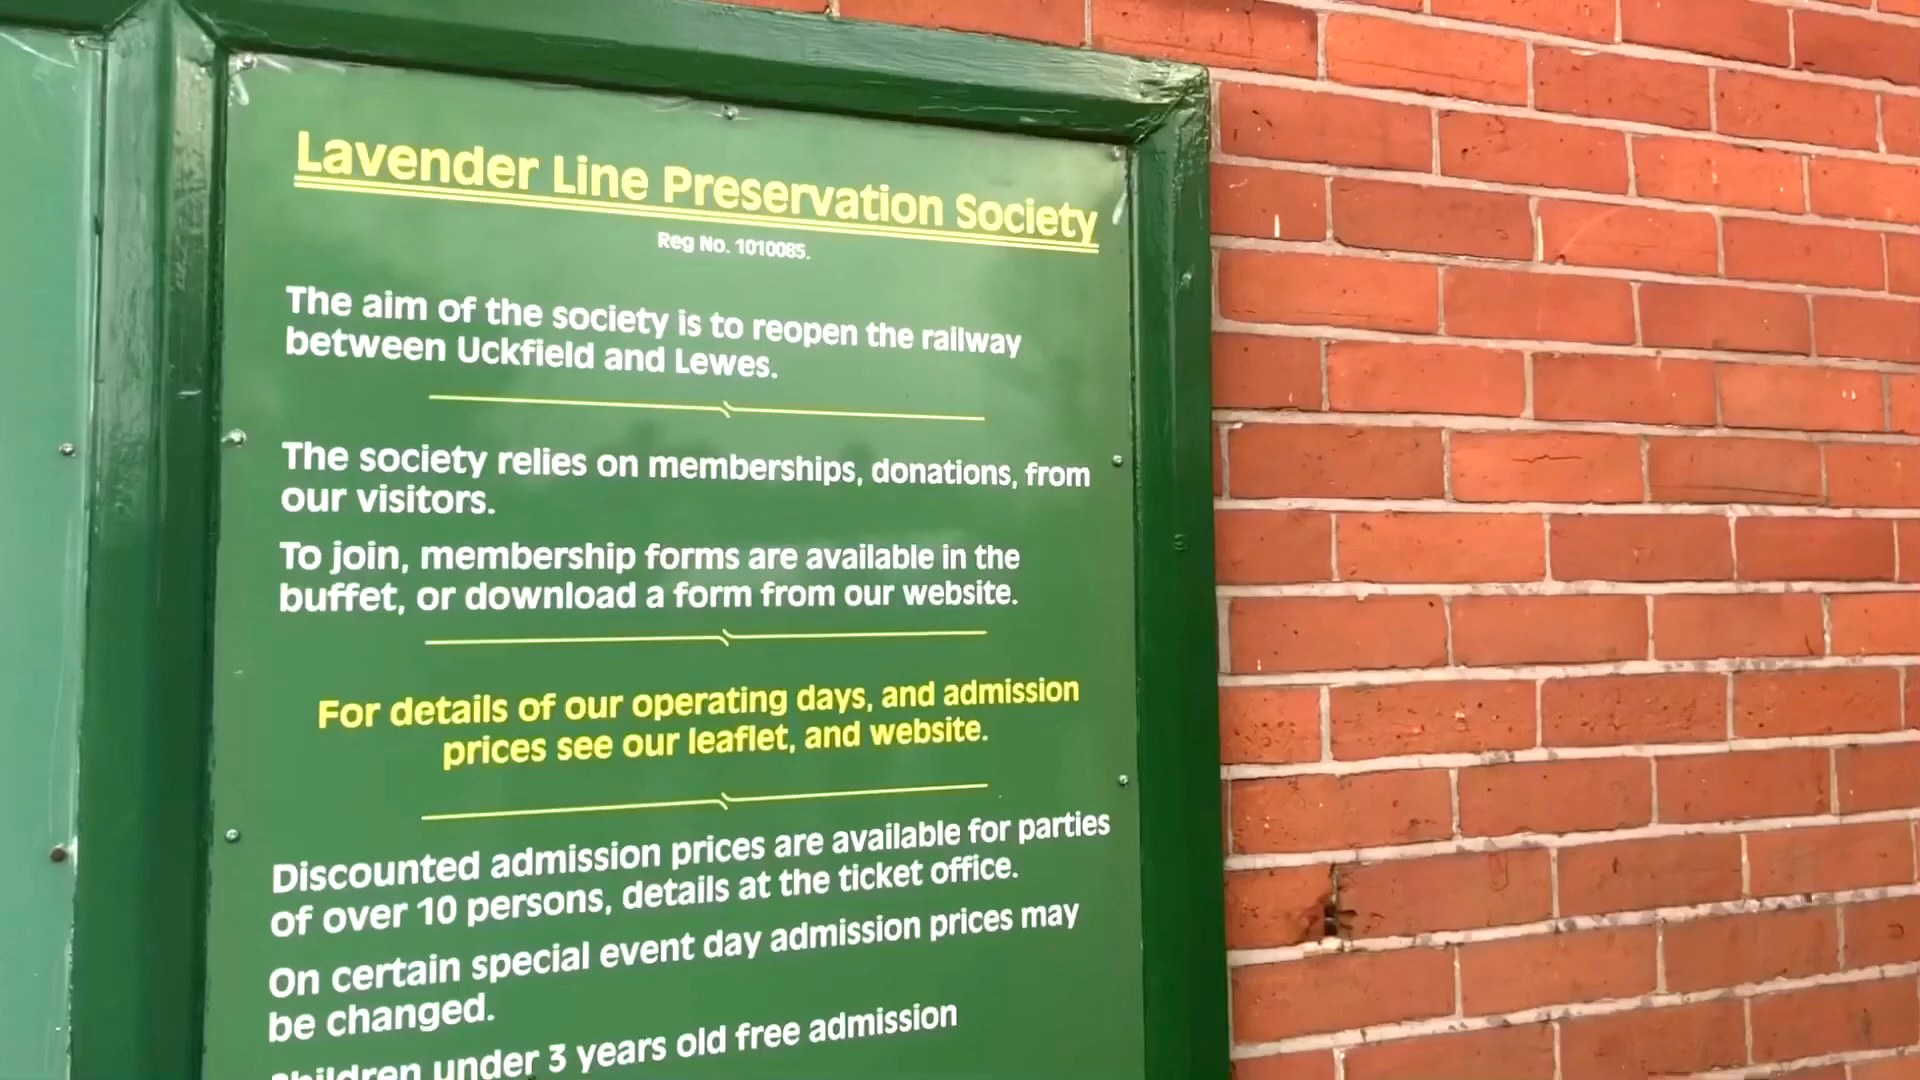 Lavender Line Preservation Society
Reg No. 1010085.
The aim of the society is to reopen the railway
between Uckfield and Lewes.
The society relies on memberships, donations, from
our visitors.
To join, membership forms are available in the
buffet, or download a form from our website.
For details of our operating days, and admission
prices see our leaflet, and website.
Discounted admission prices are available for parties
of over 10 persons, details at the ticket office.
On certain special event day admission prices may
be changed.
Children under 3 years old free admission